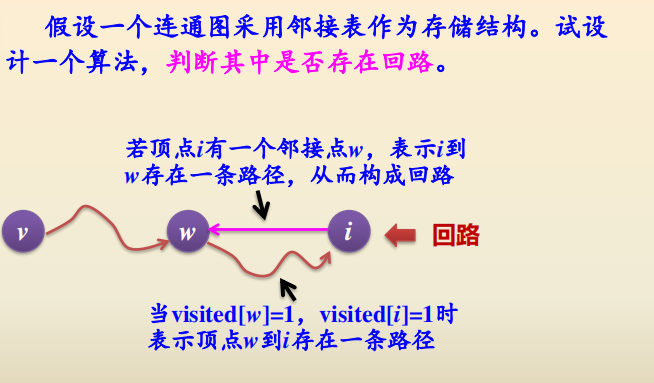 假设一个连通图采用邻接表作为存储结构。试设
计一个算法，判断其中是否存在回路。
若顶点i有一个邻接点w，表示i到
w存在一条路径，从而构成回路
v
w
i
回路
当visited[w]=1，visited[i]=1时
表示顶点w到i存在一条路径